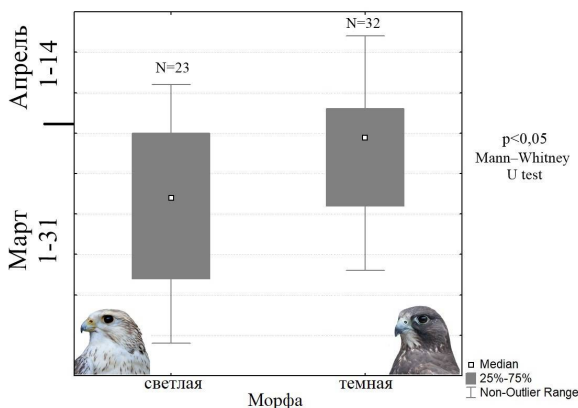 Апрель
1-14
Март
1-31
N=23
N=32
p<0,05
Mann–Whitney
U test
светлая
темная
Морфа
Median
25%-75%
Non-Outlier Range